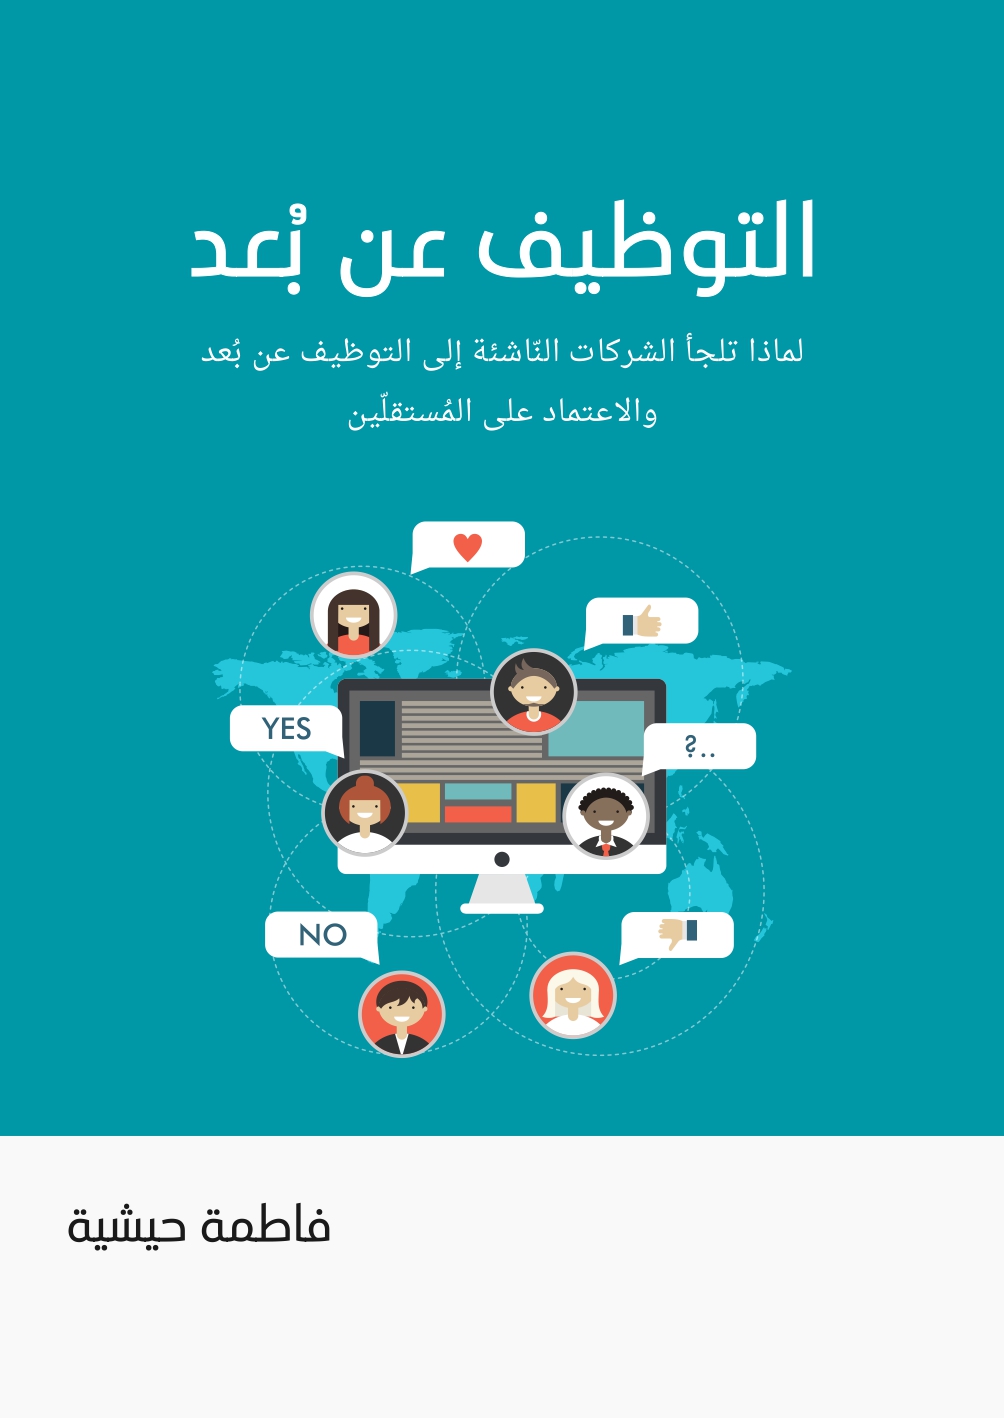 التوظيف عن بُعد
لماذا تلجأ الشركات النّاشئة إلى التوظيف عن بُعد
والاعتماد على المُستقلّين
YES
؟..
NO
فاطمة حيشية